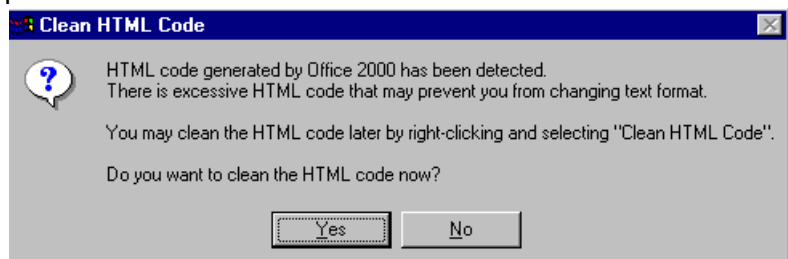 Clean HTML Code
HTML code generated by Office 2000 has been detected.
There is excessive HTML code that may prevent you from changing text format.
You may clean the HTML code later by right-clicking and selecting "Clean HTML Code".
Do you want to clean the HTML code now?
Yes
No